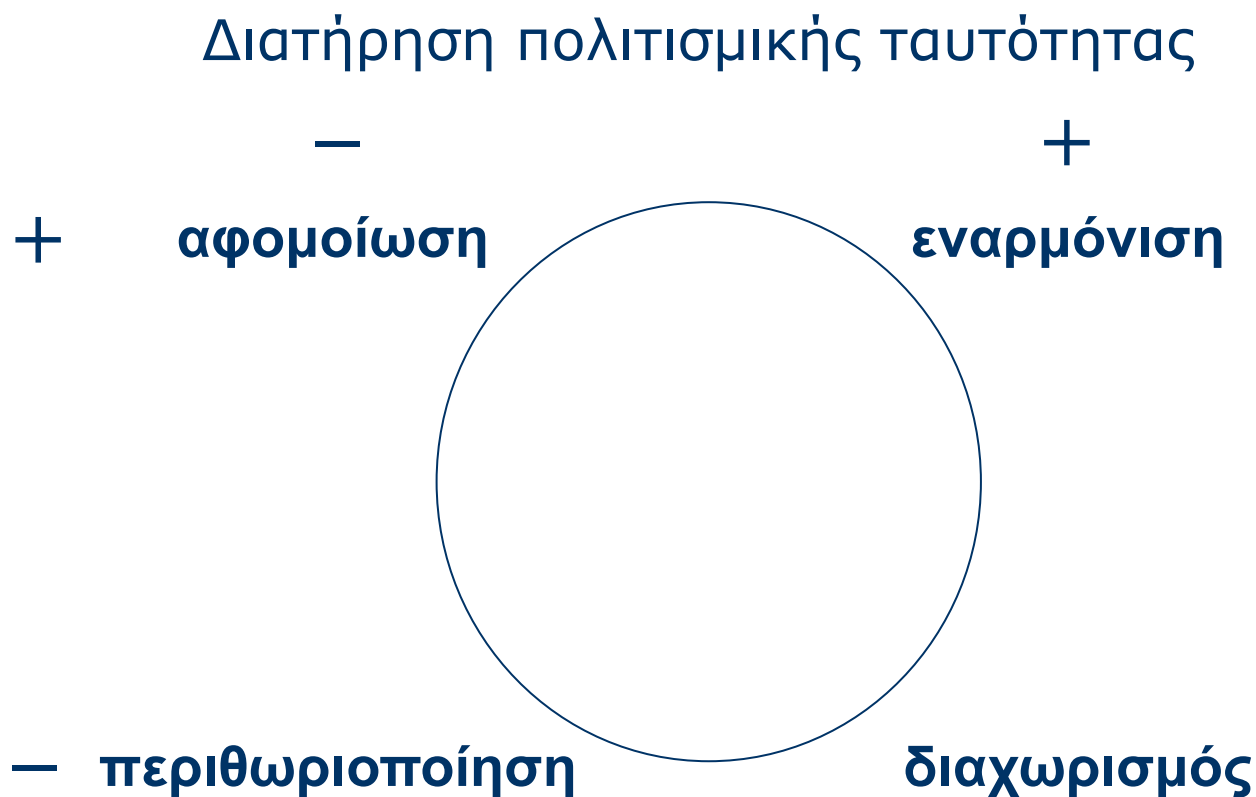 Διατήρηση πολιτισμικής ταυτότητας
− +
+ αφομοίωση εναρμόνιση
− περιθωριοποίηση διαχωρισμός